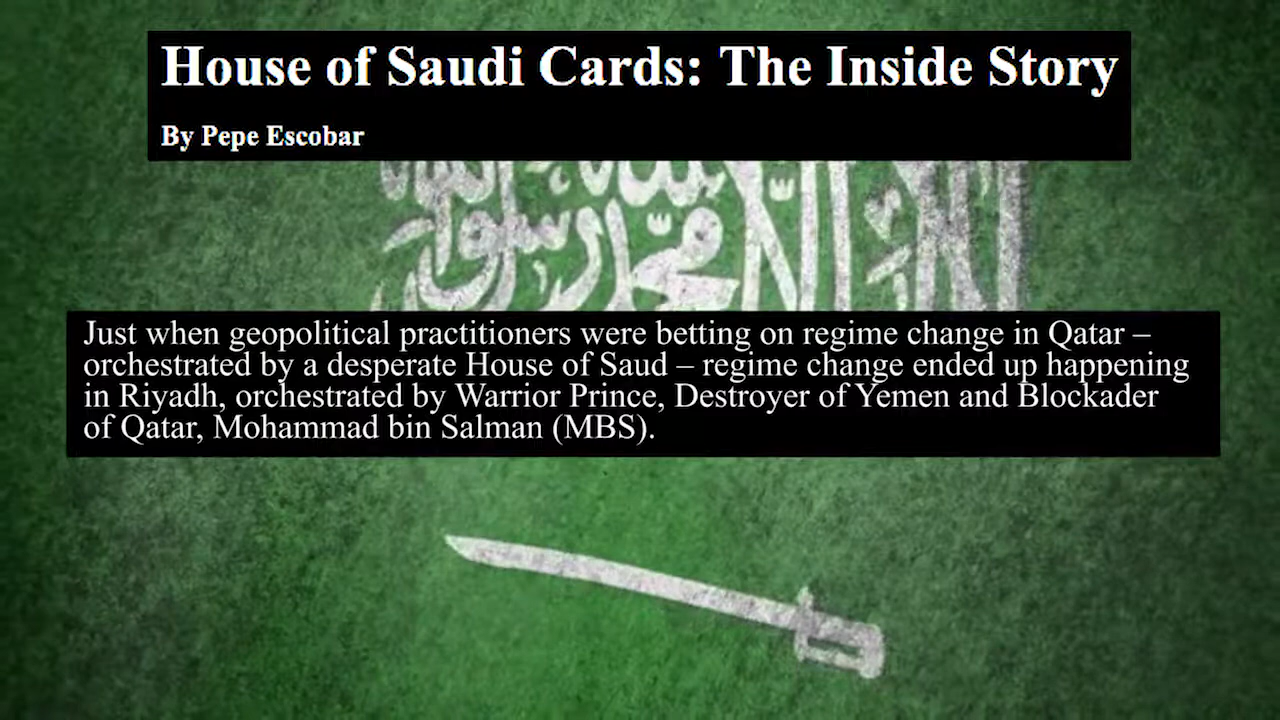 House of Saudi Cards: The Inside Story
By Pepe Escobar
محمد رسول
Just when geopolitical practitioners were betting on regime change in Qatar –
orchestrated by a desperate House of Saud – regime change ended up happening
in Riyadh, orchestrated by Warrior Prince, Destroyer of Yemen and Blockader
of Qatar, Mohammad bin Salman (MBS).